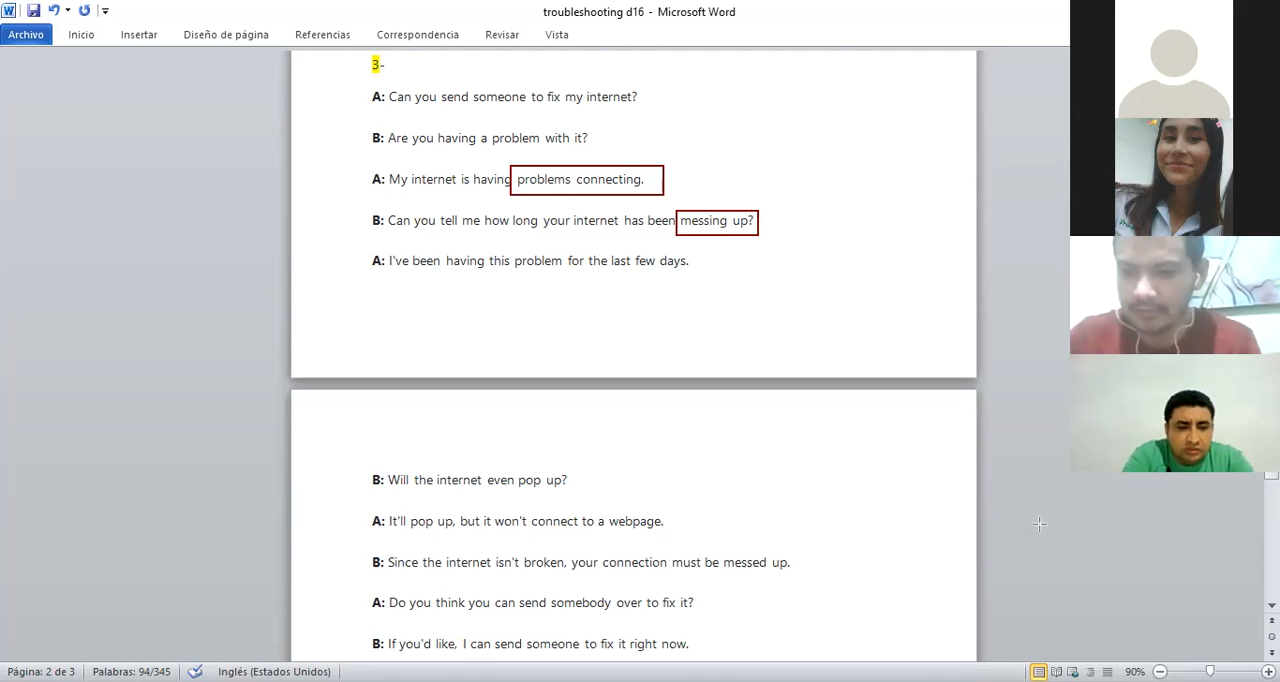 troubleshooting d16 - Microsoft Word
Archivo Inicio Insertar Diseño de página Referencias Correspondencia Revisar Vista
3-
A: Can you send someone to fix my internet?
B: Are you having a problem with it?
A: My internet is having problems connecting.
B: Can you tell me how long your internet has been messing up?
A: I've been having this problem for the last few days.
B: Will the internet even pop up?
A: It'll pop up, but it won't connect to a webpage.
B: Since the internet isn't broken, your connection must be messed up.
A: Do you think you can send somebody over to fix it?
B: If you'd like, I can send someone to fix it right now.
Página: 2 de 3 Palabras: 94/345 Inglés (Estados Unidos) 90%